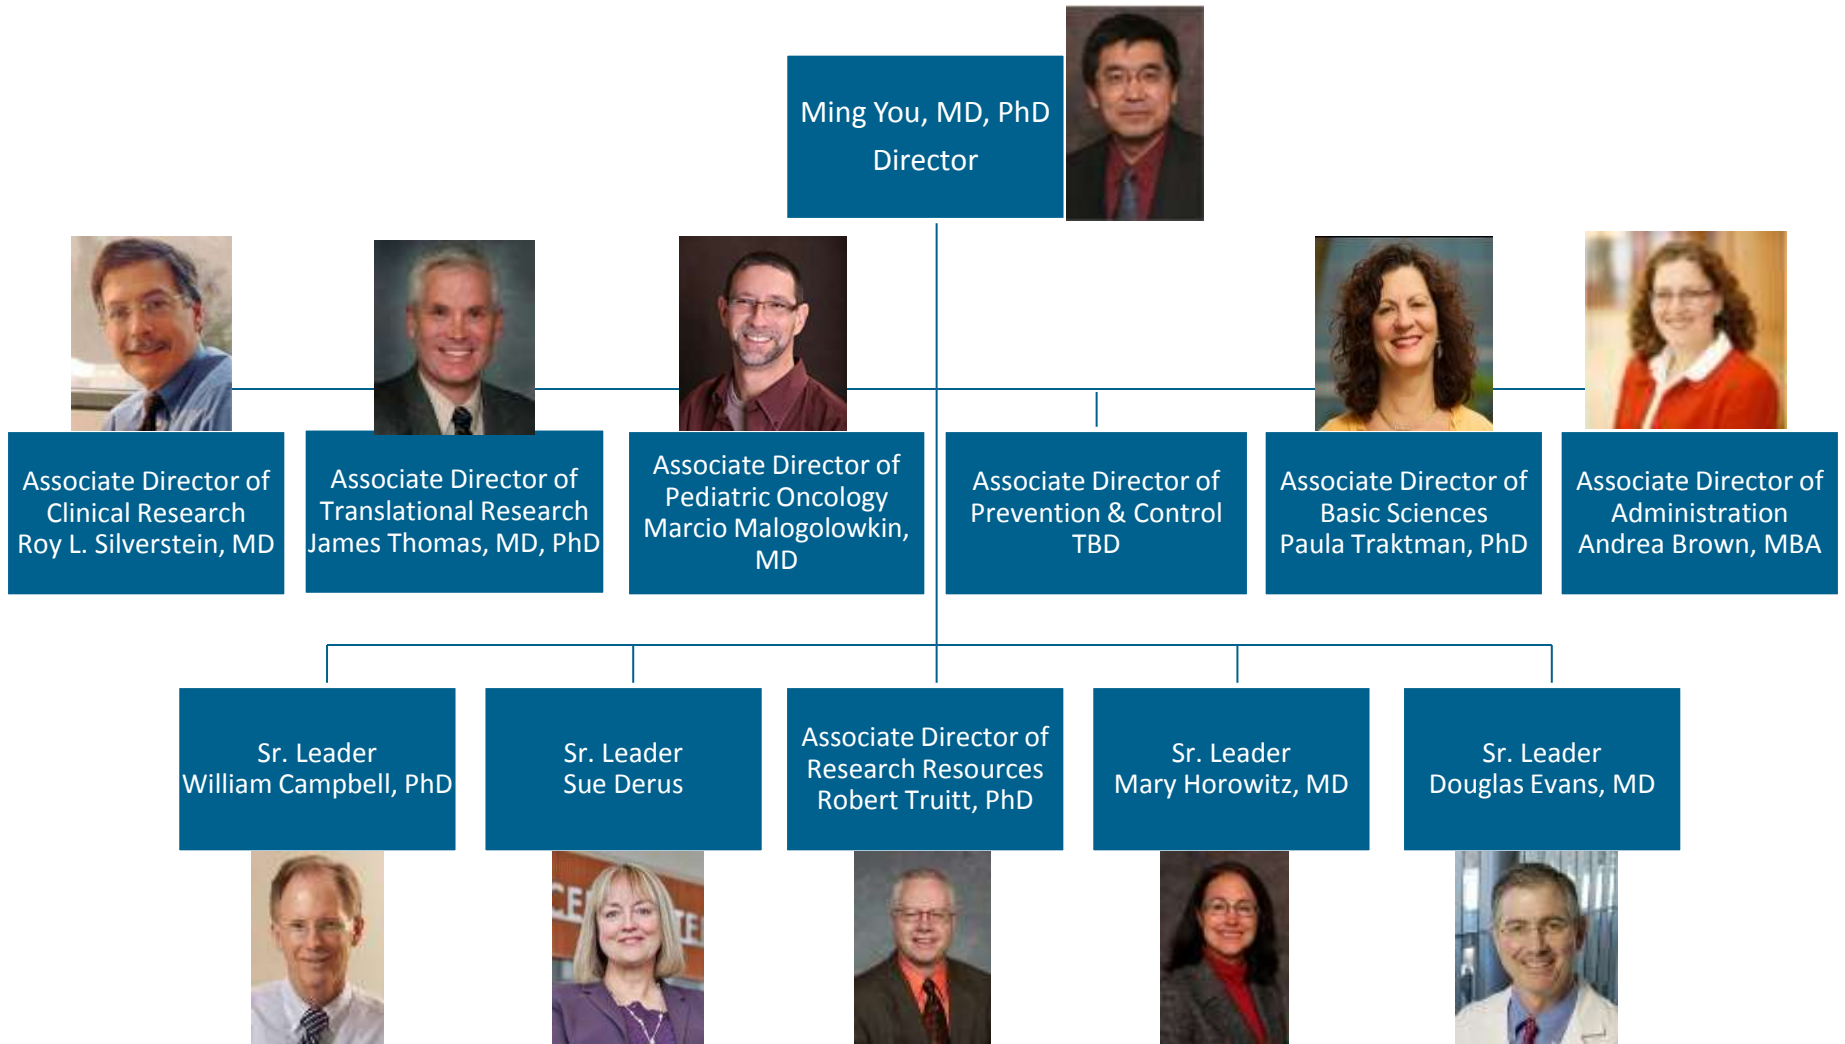 Ming You, MD, PhD
Director
Associate Director of
Clinical Research
Roy L. Silverstein, MD
Associate Director of
Translational Research
James Thomas, MD, PhD
Associate Director of
Pediatric Oncology
Marcio Malogolowkin,
MD
Associate Director of
Prevention & Control
TBD
Associate Director of
Basic Sciences
Paula Traktman, PhD
Associate Director of
Administration
Andrea Brown, MBA
Sr. Leader
William Campbell, PhD
Sr. Leader
Sue Derus
Associate Director of
Research Resources
Robert Truitt, PhD
Sr. Leader
Mary Horowitz, MD
Sr. Leader
Douglas Evans, MD